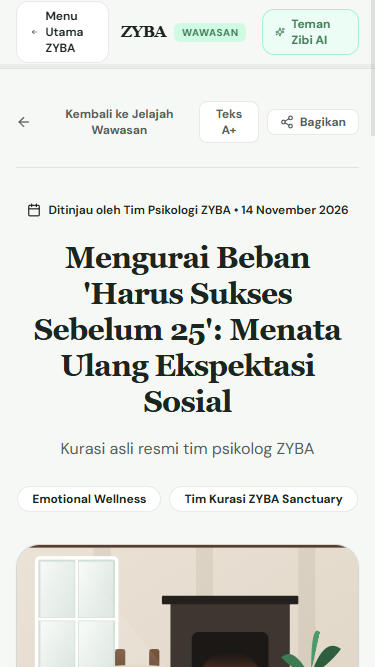 Menu
Utama
ZYBA
ZYBA
WAWASAN
Teman
Zibi AI
Kembali ke Jelajah
Wawasan
Teks
A+
Bagikan
Ditinjau oleh Tim Psikologi ZYBA • 14 November 2026
Mengurai Beban
'Harus Sukses
Sebelum 25': Menata
Ulang Ekspektasi
Sosial
Kurasi asli resmi tim psikolog ZYBA
Emotional Wellness
Tim Kurasi ZYBA Sanctuary